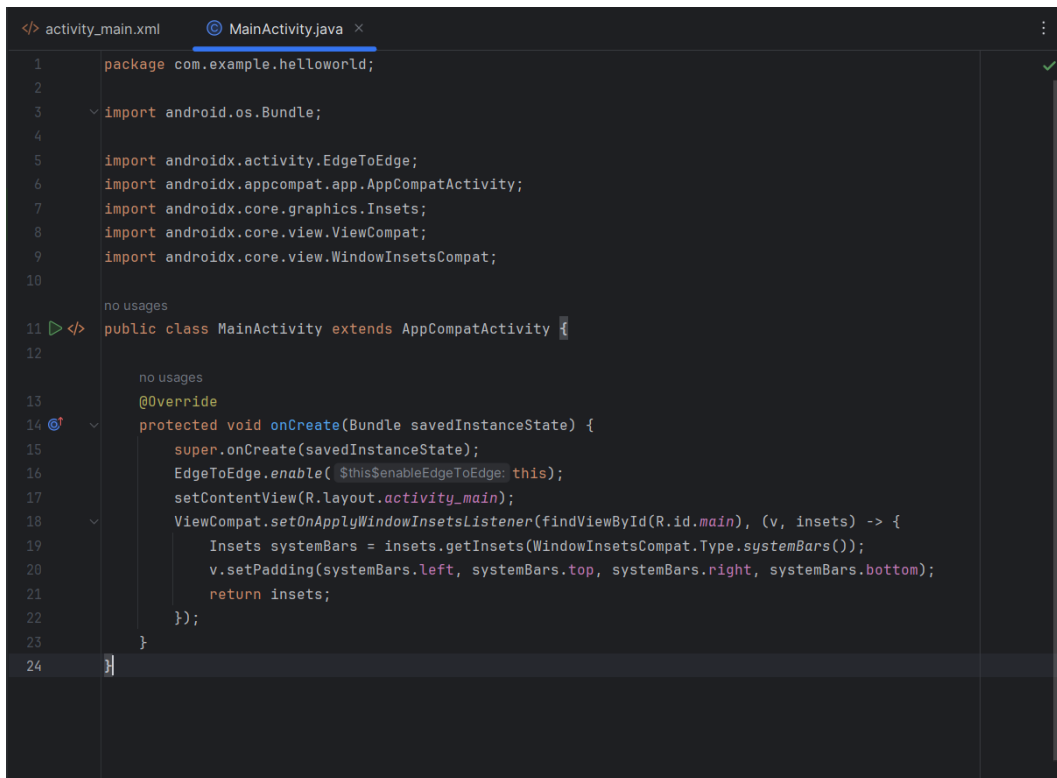 activity_main.xml MainActivity.java
1 package com.example.helloworld;
2
3 import android.os.Bundle;
4
5 import androidx.activity.EdgeToEdge;
6 import androidx.appcompat.app.AppCompatActivity;
7 import androidx.core.graphics.Insets;
8 import androidx.core.view.ViewCompat;
9 import androidx.core.view.WindowInsetsCompat;
10
no usages
11 public class MainActivity extends AppCompatActivity {
12
no usages
13 @Override
14 protected void onCreate(Bundle savedInstanceState) {
15 super.onCreate(savedInstanceState);
16 EdgeToEdge.enable( $this$enableEdgeToEdge: this);
17 setContentView(R.layout.activity_main);
18 ViewCompat.setOnApplyWindowInsetsListener(findViewById(R.id.main), (v, insets) -> {
19 Insets systemBars = insets.getInsets(WindowInsetsCompat.Type.systemBars());
20 v.setPadding(systemBars.left, systemBars.top, systemBars.right, systemBars.bottom);
21 return insets;
22 });
23 }
24 }